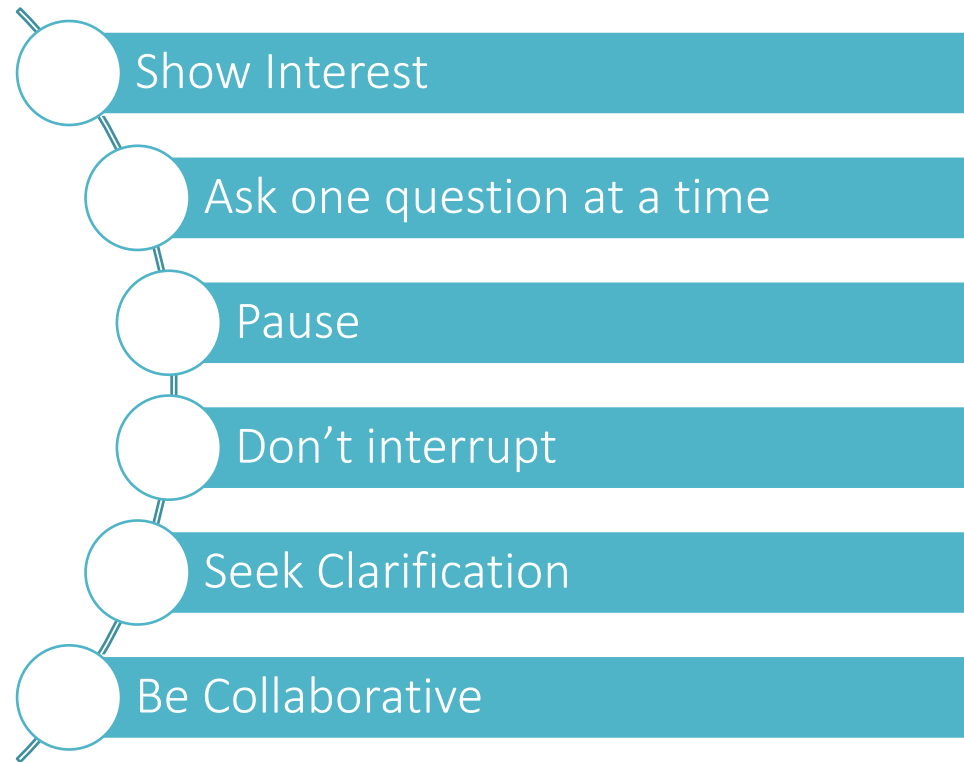 Show Interest
Ask one question at a time
Pause
Don’t interrupt
Seek Clarification
Be Collaborative